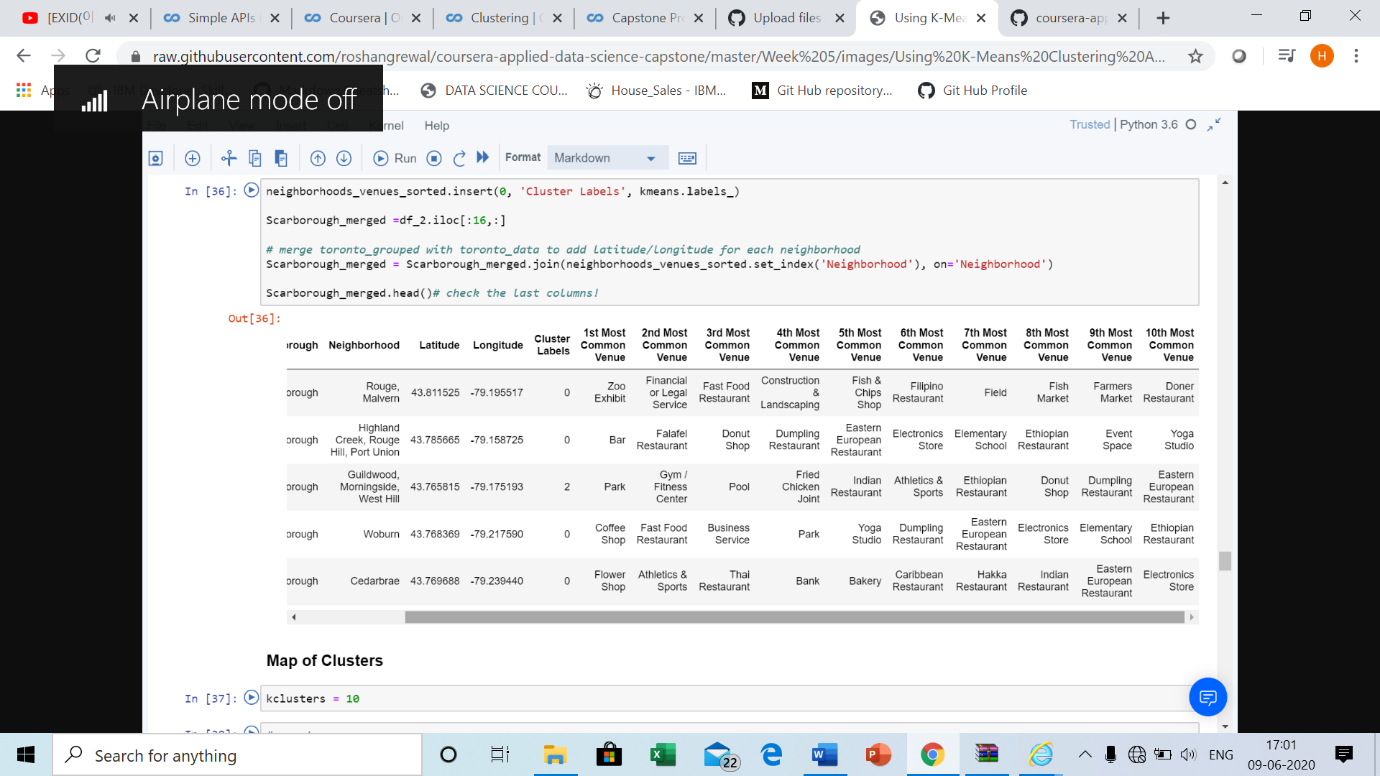 [EXID(이
Simple APIs
Coursera | O
Clustering |
Capstone Pro
Upload files
Using K-Mea
coursera-app
raw.githubusercontent.com/roshangrewal/coursera-applied-data-science-capstone/master/Week%205/images/Using%20K-Means%20Clustering%20A...
H
DATA SCIENCE COU...
House_Sales - IBM...
M Git Hub repository...
Git Hub Profile
Airplane mode off
Kernel Help
Trusted | Python 3.6
Run
Format Markdown
In [36]: neighborhoods_venues_sorted.insert(0, 'Cluster Labels', kmeans.labels_)
Scarborough_merged =df_2.iloc[:16,:]
# merge toronto_grouped with toronto_data to add latitude/longitude for each neighborhood
Scarborough_merged = Scarborough_merged.join(neighborhoods_venues_sorted.set_index('Neighborhood'), on='Neighborhood')
Scarborough_merged.head()# check the last columns!
Out[36]:
orough Neighborhood Latitude Longitude Cluster Labels 1st Most Common Venue 2nd Most Common Venue 3rd Most Common Venue 4th Most Common Venue 5th Most Common Venue 6th Most Common Venue 7th Most Common Venue 8th Most Common Venue 9th Most Common Venue 10th Most Common Venue
orough Rouge, Malvern 43.811525 -79.195517 0 Zoo Exhibit Financial or Legal Service Fast Food Restaurant Construction & Landscaping Fish & Chips Shop Filipino Restaurant Field Fish Market Farmers Market Doner Restaurant
orough Highland Creek, Rouge Hill, Port Union 43.785665 -79.158725 0 Bar Falafel Restaurant Donut Shop Dumpling Restaurant Eastern European Restaurant Electronics Store Elementary School Ethiopian Restaurant Event Space Yoga Studio
orough Guildwood, Morningside, West Hill 43.765815 -79.175193 2 Park Gym / Fitness Center Pool Fried Chicken Joint Indian Restaurant Athletics & Sports Ethiopian Restaurant Donut Shop Dumpling Restaurant Eastern European Restaurant
orough Woburn 43.768369 -79.217590 0 Coffee Shop Fast Food Restaurant Business Service Park Yoga Studio Dumpling Restaurant Eastern European Restaurant Electronics Store Elementary School Ethiopian Restaurant
orough Cedarbrae 43.769688 -79.239440 0 Flower Shop Athletics & Sports Thai Restaurant Bank Bakery Caribbean Restaurant Hakka Restaurant Indian Restaurant Eastern European Restaurant Electronics Store
Map of Clusters
In [37]: kclusters = 10
Search for anything
22
ENG
17:01
09-06-2020